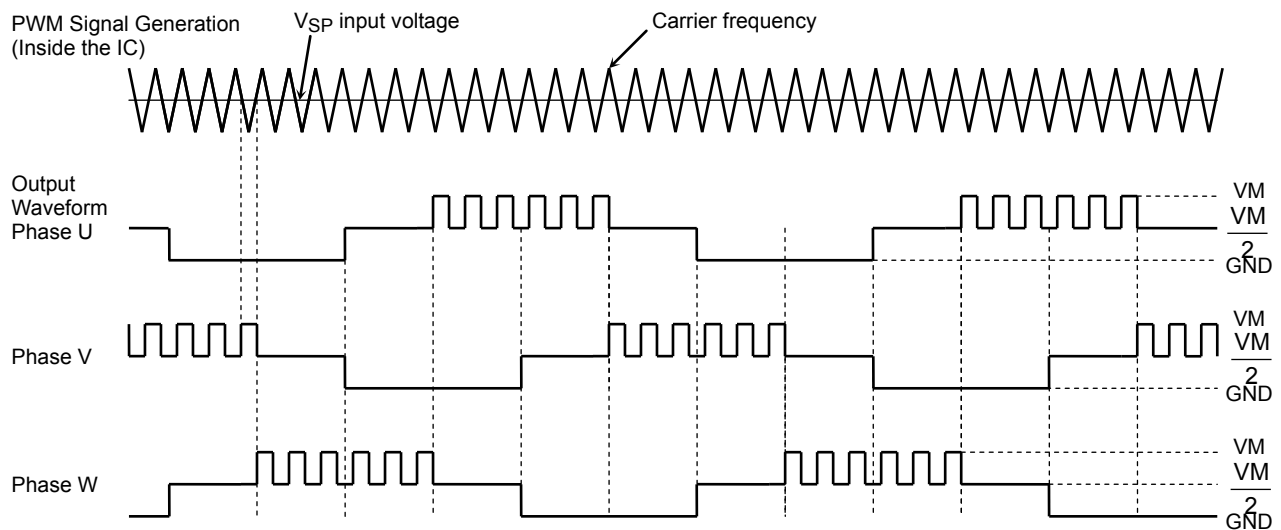 PWM Signal Generation
(Inside the IC)
VSP input voltage
Carrier frequency
Output
Waveform
Phase U
VM
VM
2
GND
Phase V
VM
VM
2
GND
Phase W
VM
VM
2
GND